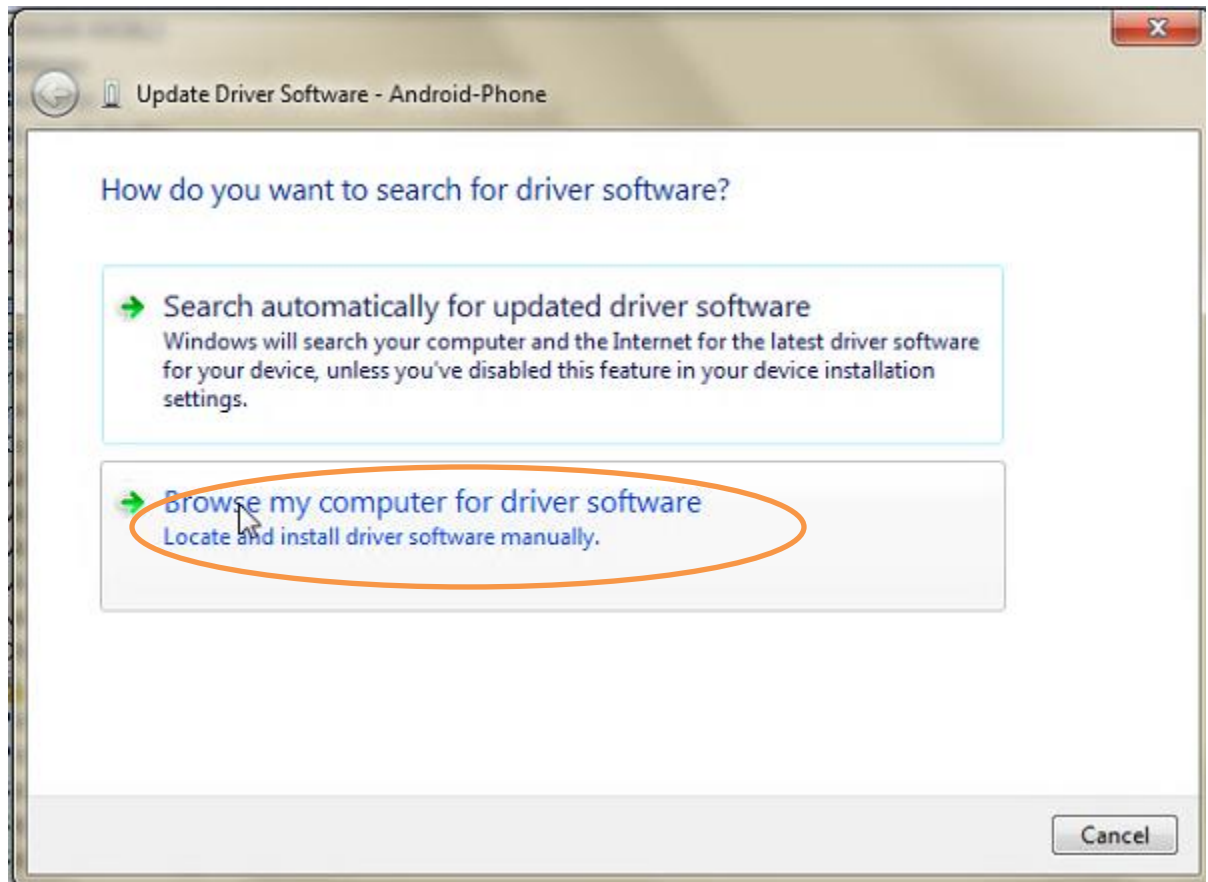 Update Driver Software - Android-Phone
How do you want to search for driver software?
Search automatically for updated driver software
Windows will search your computer and the Internet for the latest driver software
for your device, unless you've disabled this feature in your device installation
settings.
Browse my computer for driver software
Locate and install driver software manually.
Cancel